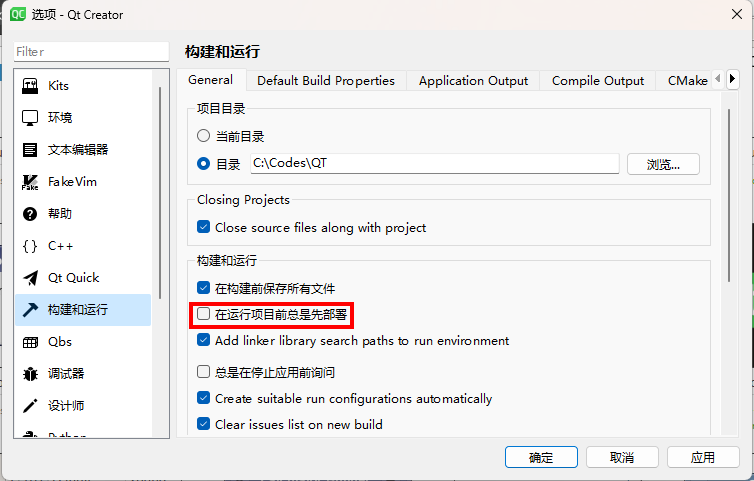 QC 选项 - Qt Creator
Filter
Kits
环境
文本编辑器
Fake
FakeVim
帮助
C++
Qt Quick
构建和运行
Qbs
调试器
设计师
Python
构建和运行
General
Default Build Properties
Application Output
Compile Output
CMake
项目目录
当前目录
目录
C:\Codes\QT
浏览...
Closing Projects
Close source files along with project
构建和运行
在构建前保存所有文件
在运行项目前总是先部署
Add linker library search paths to run environment
总是在停止应用前询问
Create suitable run configurations automatically
Clear issues list on new build
确定
取消
应用